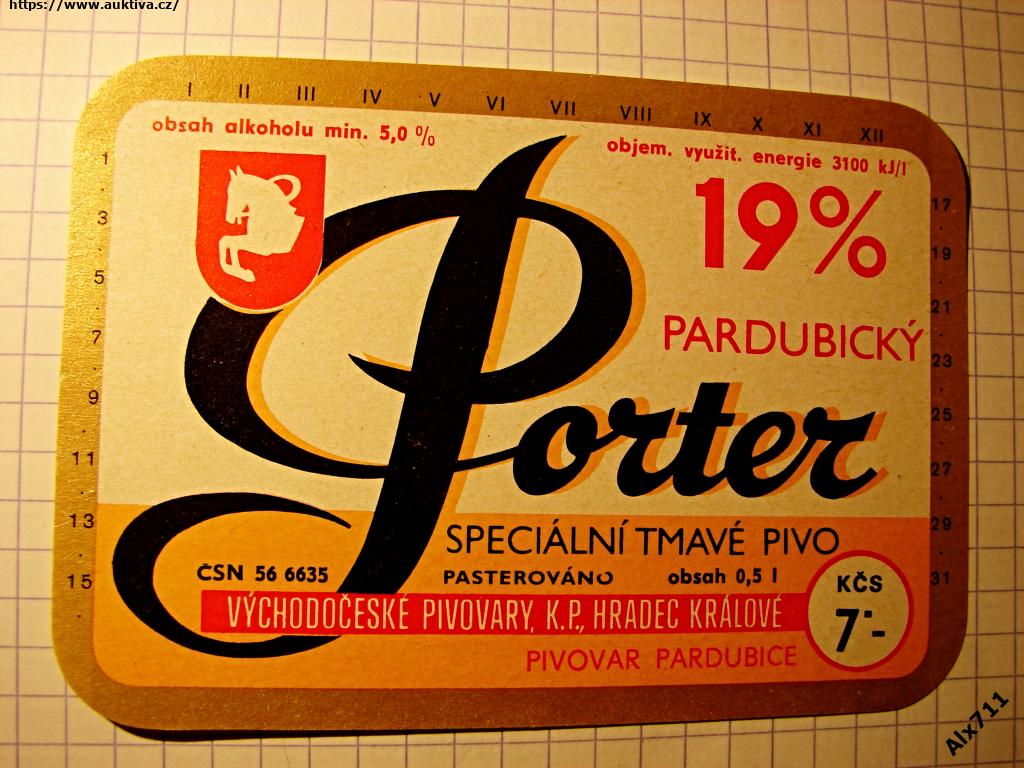 https://www.auktiva.cz/
I II III IV V VI VII VIII IX X XI XII
obsah alkoholu min. 5,0 %
objem. využit. energie 3100 kJ/l
19%
PARDUBICKÝ
Porter
SPECIÁLNÍ TMAVÉ PIVO
ČSN 56 6635
PASTEROVÁNO
obsah 0,5 l
KČS
7·-
VÝCHODOČESKÉ PIVOVARY, K.P., HRADEC KRÁLOVÉ
PIVOVAR PARDUBICE
1
3
5
7
9
11
13
15
17
19
21
23
25
27
29
31
Alx711